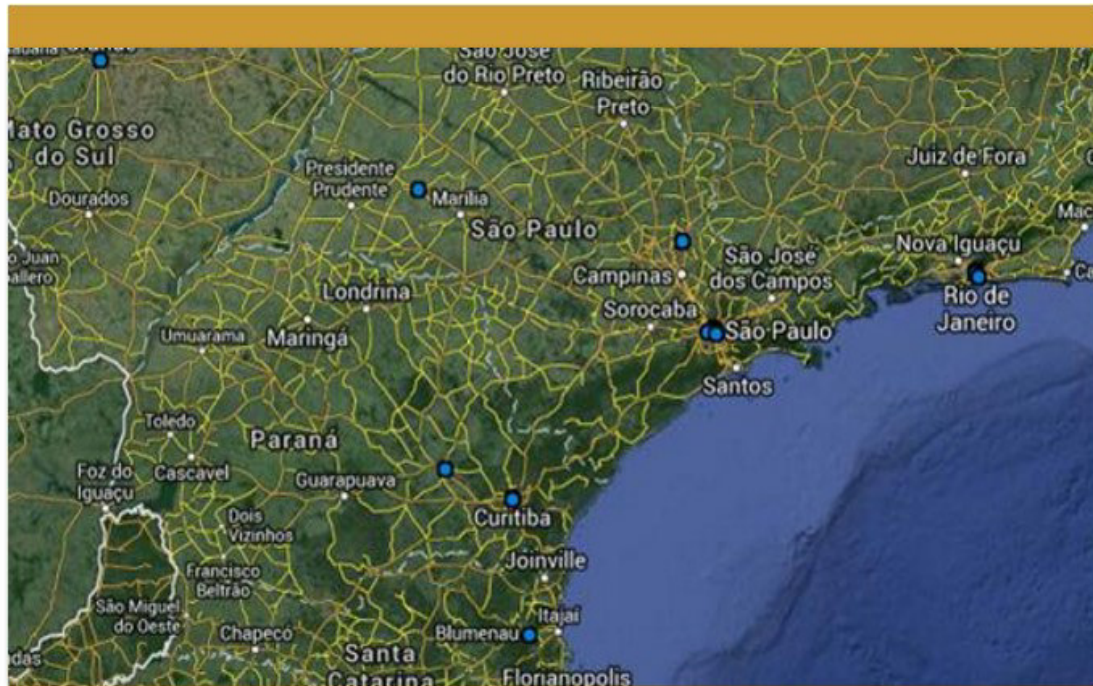 São José
do Rio Preto
Ribeirão
Preto
Mato Grosso
do Sul
Juiz de Fora
Presidente
Prudente
Dourados
Marília
São Paulo
Nova Iguaçu
São José
dos Campos
Campinas
Rio de
Janeiro
Londrina
Sorocaba
São Paulo
Umuarama
Maringá
Santos
Toledo
Paraná
Foz do
Iguaçu
Cascavel
Guarapuava
Curitiba
Dois
Vizinhos
Joinville
Francisco
Beltrão
São Miguel
do Oeste
Itajaí
Chapecó
Blumenau
Santa
Catarina
Florianopolis